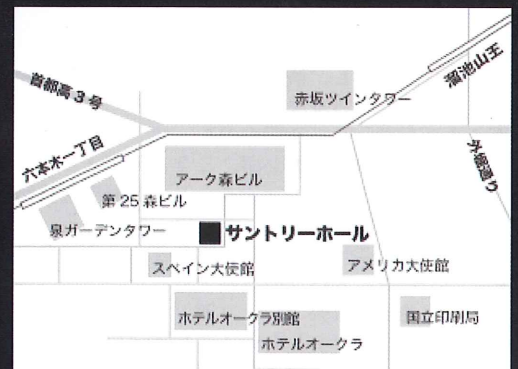 首都高3号
溜池山王
赤坂ツインタワー
六本木一丁目
外堀通り
アーク森ビル
第25森ビル
泉ガーデンタワー
サントリーホール
スペイン大使館
アメリカ大使館
ホテルオークラ別館
国立印刷局
ホテルオークラ